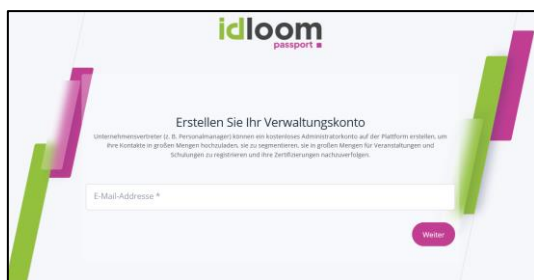 idloom
passport
Erstellen Sie Ihr Verwaltungskonto
Unternehmensvertreter (z. B. Personalmanager) können ein kostenloses Administratorkonto auf der Plattform erstellen, um
ihre Kontakte in großen Mengen hochzuladen, sie zu segmentieren, sie in großen Mengen für Veranstaltungen und
Schulungen zu registrieren und ihre Zertifizierungen nachzuverfolgen.
E-Mail-Addresse *
Weiter